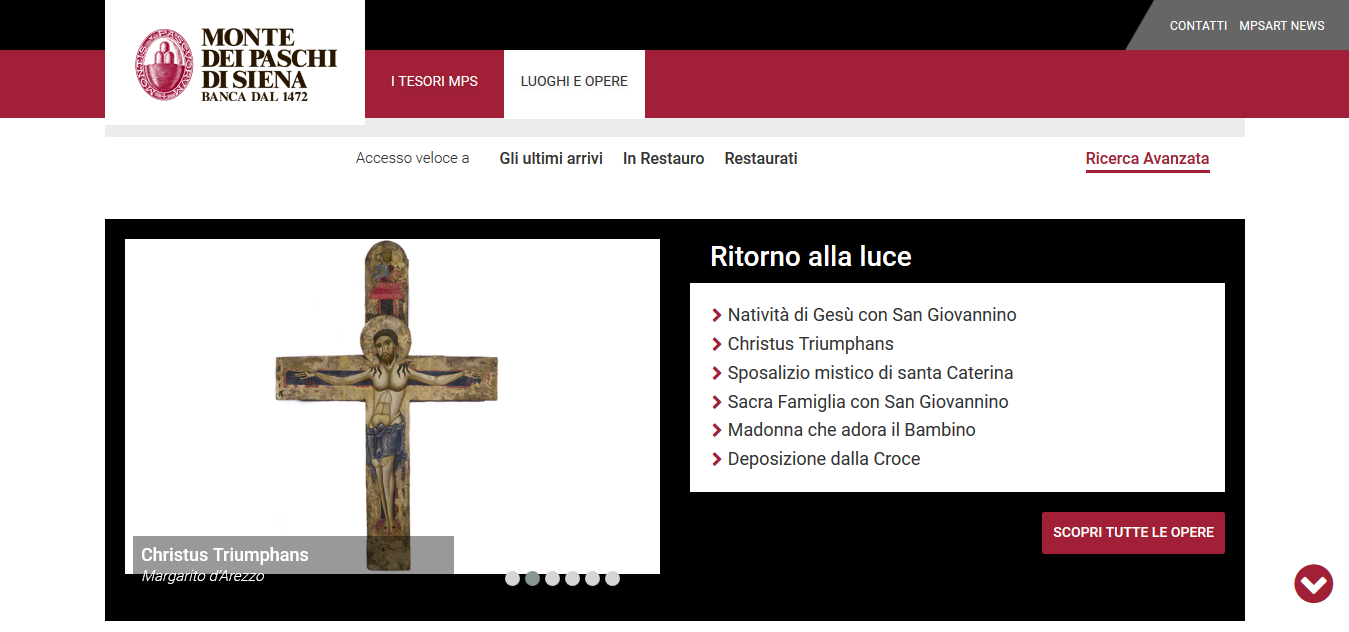 CONTATTI MPSART NEWS
MONTE
DEI PASCHI
DI SIENA
BANCA DAL 1472
I TESORI MPS
LUOGHI E OPERE
Accesso veloce a
Gli ultimi arrivi
In Restauro
Restaurati
Ricerca Avanzata
Ritorno alla luce
Natività di Gesù con San Giovannino
Christus Triumphans
Sposalizio mistico di santa Caterina
Sacra Famiglia con San Giovannino
Madonna che adora il Bambino
Deposizione dalla Croce
SCOPRI TUTTE LE OPERE
Christus Triumphans
Margarito d'Arezzo